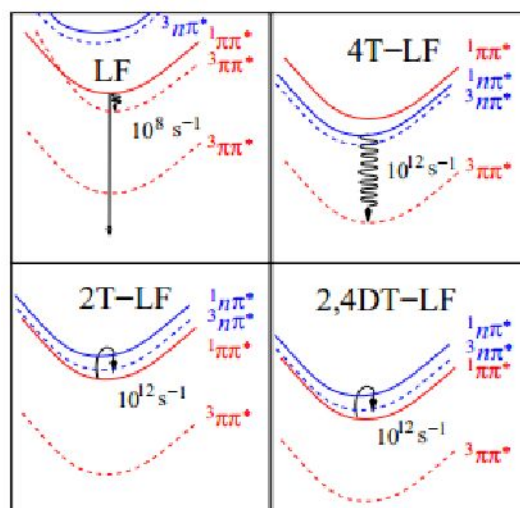 ³nπ*
LF
¹ππ*
³ππ*
10⁸ s⁻¹
³ππ*
4T−LF
¹ππ*
¹nπ*
³nπ*
10¹² s⁻¹
³ππ*
2T−LF
¹nπ*
³nπ*
¹ππ*
10¹² s⁻¹
³ππ*
2,4DT−LF
¹nπ*
³nπ*
¹ππ*
10¹² s⁻¹
³ππ*